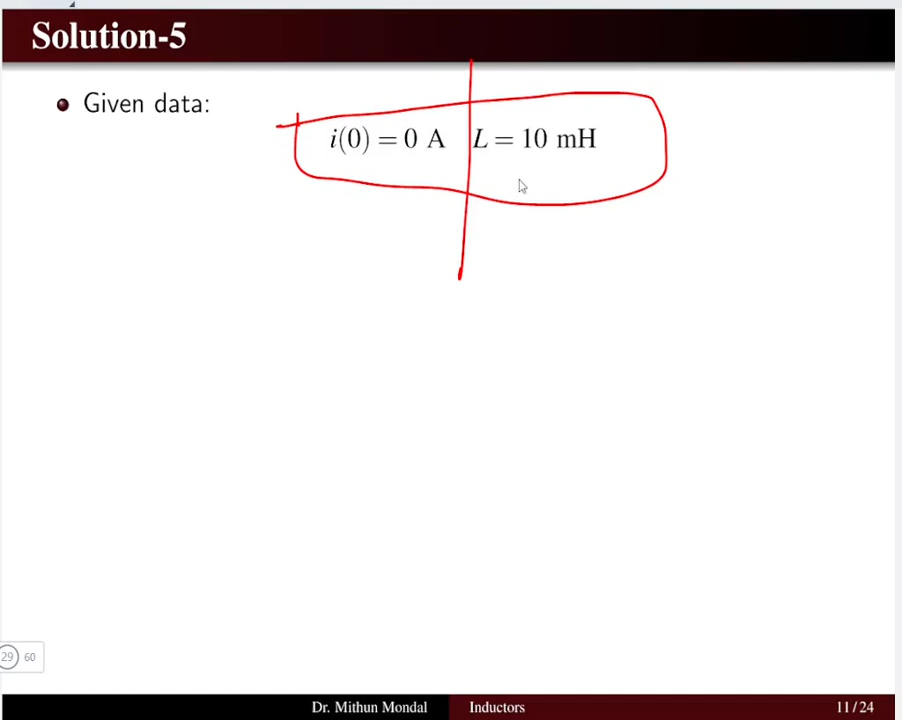 Solution-5
Given data:
i(0) = 0 A L = 10 mH
29 60
Dr. Mithun Mondal Inductors 11 / 24